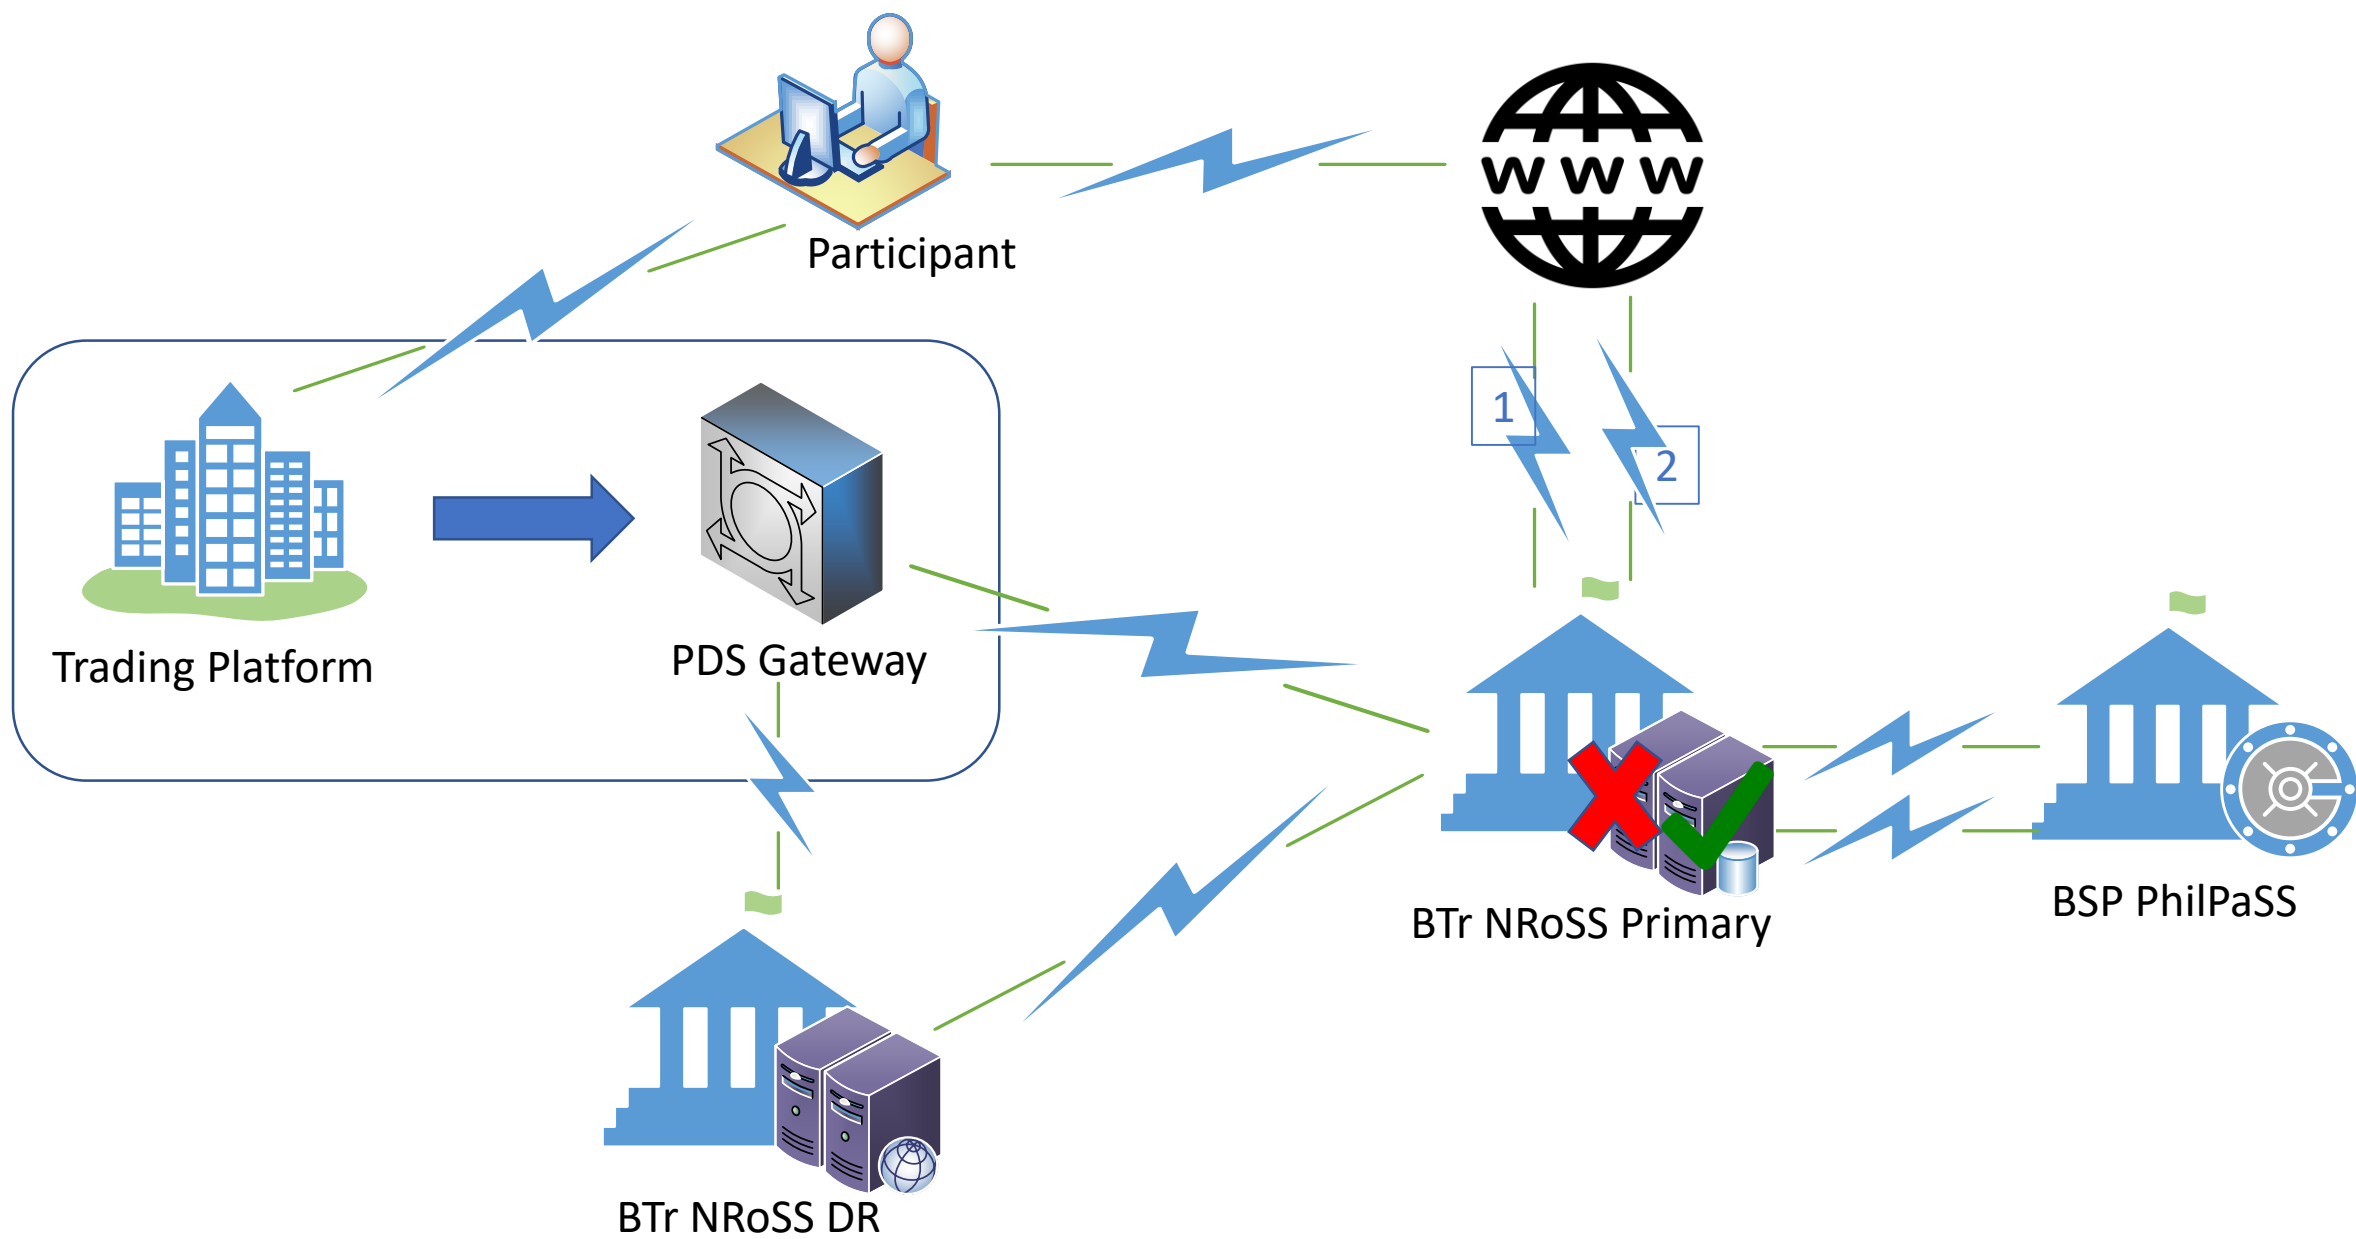 WWW
Participant
1
2
Trading Platform
PDS Gateway
BTr NRoSS Primary
BSP PhilPaSS
BTr NRoSS DR